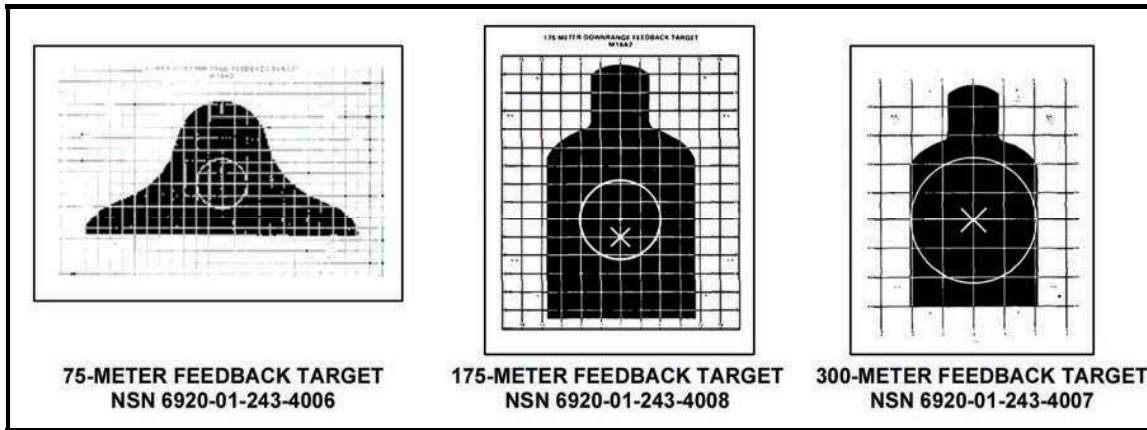 175 METER DOWNRANGE FEEDBACK TARGET
M16A2
75-METER FEEDBACK TARGET
NSN 6920-01-243-4006
175-METER FEEDBACK TARGET
NSN 6920-01-243-4008
300-METER FEEDBACK TARGET
NSN 6920-01-243-4007